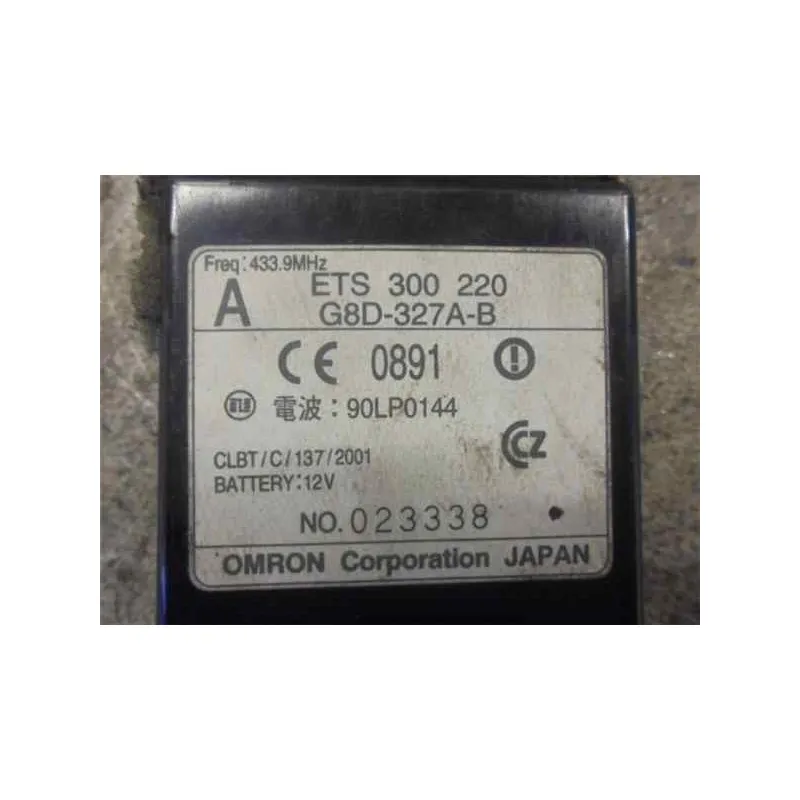 Freq:433.9MHz
A ETS 300 220
G8D-327A-B
CE 0891
電波:90LP0144
CZ
CLBT/C/137/2001
BATTERY:12V
NO.023338
OMRON Corporation JAPAN